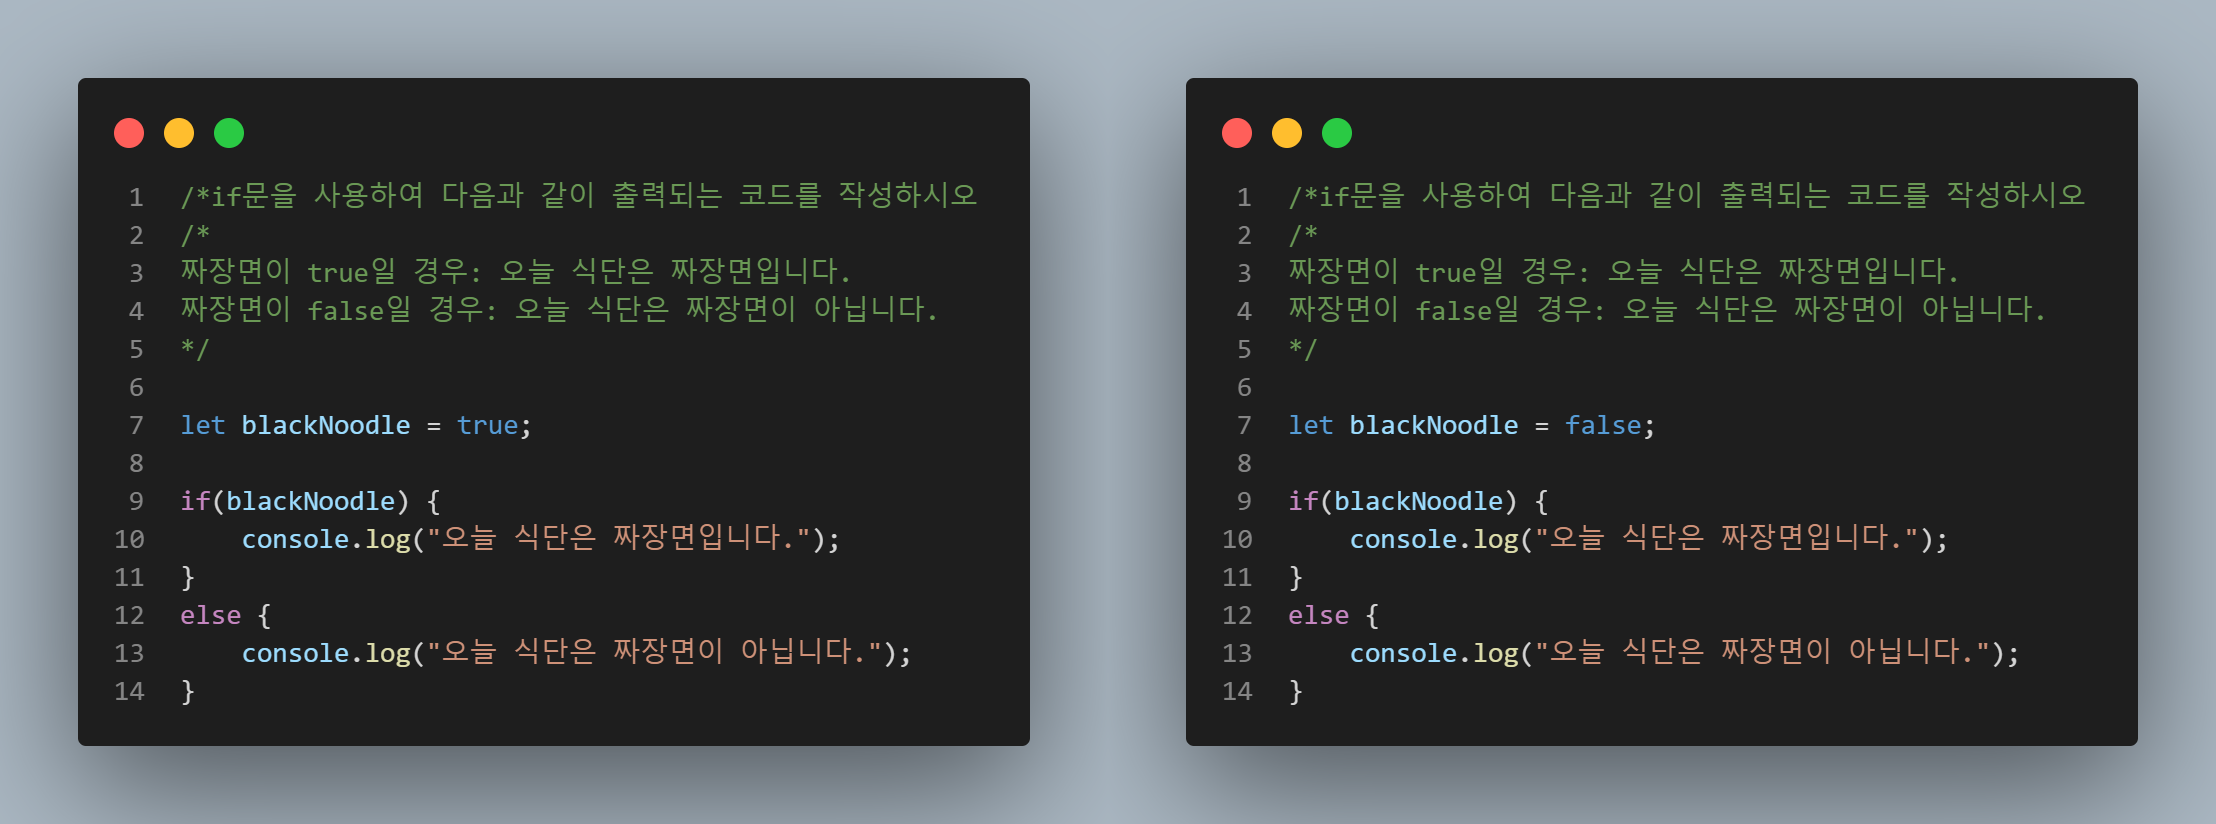 1 /*if문을 사용하여 다음과 같이 출력되는 코드를 작성하시오
2 /*
3 짜장면이 true일 경우: 오늘 식단은 짜장면입니다.
4 짜장면이 false일 경우: 오늘 식단은 짜장면이 아닙니다.
5 */
6
7 let blackNoodle = true;
8
9 if(blackNoodle) {
10     console.log("오늘 식단은 짜장면입니다.");
11 }
12 else {
13     console.log("오늘 식단은 짜장면이 아닙니다.");
14 }
1 /*if문을 사용하여 다음과 같이 출력되는 코드를 작성하시오
2 /*
3 짜장면이 true일 경우: 오늘 식단은 짜장면입니다.
4 짜장면이 false일 경우: 오늘 식단은 짜장면이 아닙니다.
5 */
6
7 let blackNoodle = false;
8
9 if(blackNoodle) {
10     console.log("오늘 식단은 짜장면입니다.");
11 }
12 else {
13     console.log("오늘 식단은 짜장면이 아닙니다.");
14 }